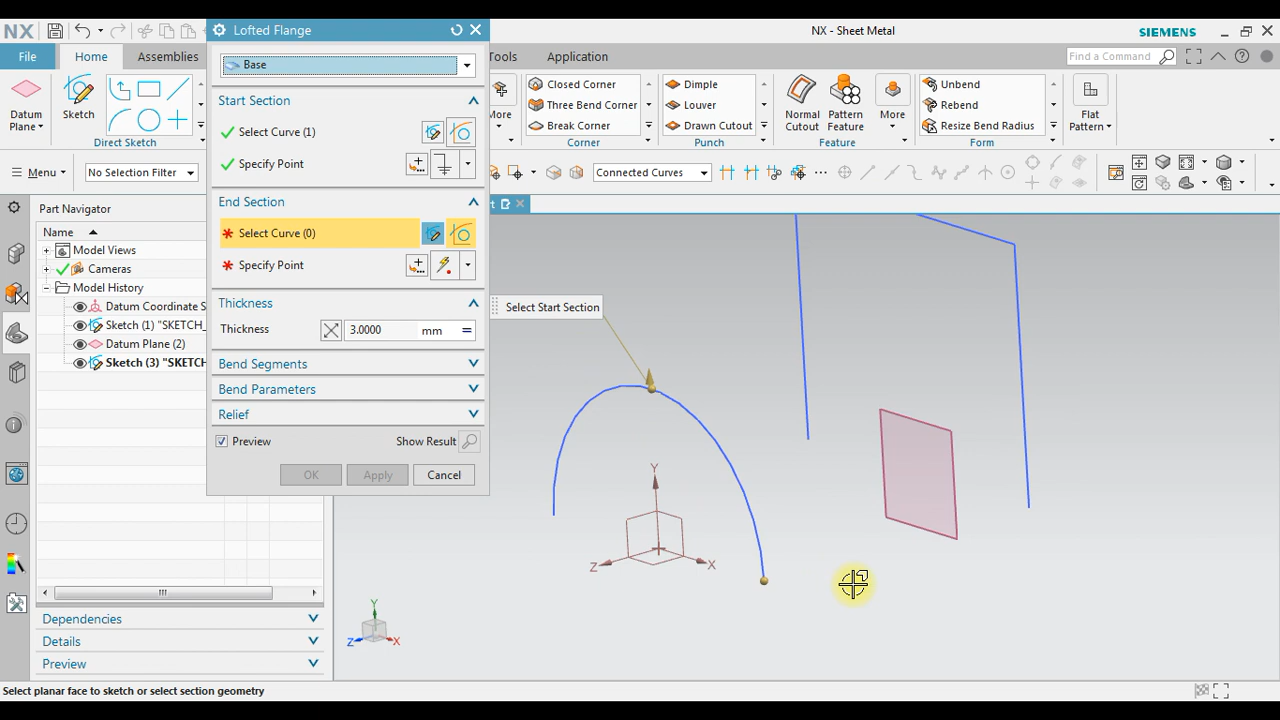 NX
Lofted Flange
NX - Sheet Metal
SIEMENS
File
Home
Assemblies
Base
Tools
Application
Find a Command
Start Section
Closed Corner
Dimple
Unbend
Select Curve (1)
Three Bend Corner
Louver
Rebend
Datum
Plane
Sketch
More
Normal
Cutout
Pattern
Feature
More
Flat
Pattern
Break Corner
Drawn Cutout
Resize Bend Radius
Direct Sketch
Corner
Punch
Feature
Form
Specify Point
Menu
No Selection Filter
Connected Curves
End Section
Part Navigator
Name
Select Curve (0)
Model Views
Specify Point
Cameras
Model History
Thickness
Datum Coordinate S
Select Start Section
Sketch (1) "SKETCH_
Thickness
3.0000
mm
Datum Plane (2)
Sketch (3) "SKETCH
Bend Segments
Bend Parameters
Relief
Preview
Show Result
OK
Apply
Cancel
Y
Z
X
Y
Z
X
Dependencies
Details
Preview
Select planar face to sketch or select section geometry